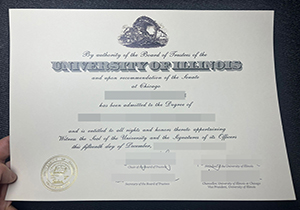 By authority of the Board of Trustees of the
UNIVERSITY OF ILLINOIS
and upon recommendation of the Senate
at Chicago
has been admitted to the Degree of
and is entitled to all rights and honors thereto appertaining
Witness the Seal of the University and the Signatures of its Officers
this fifteenth day of December,